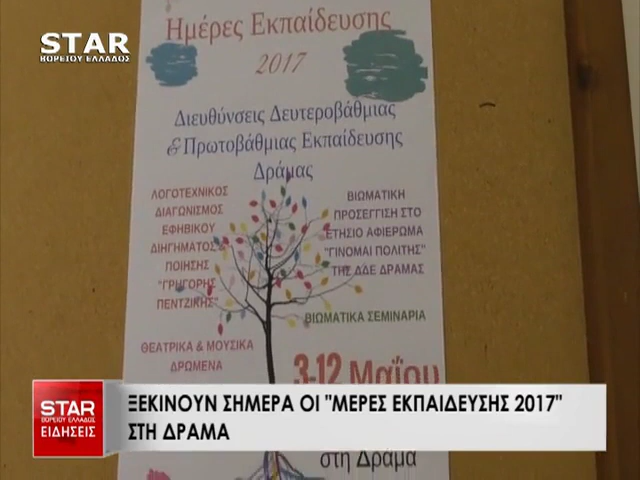 STAR
ΒΟΡΕΙΟΥ ΕΛΛΑΔΟΣ
Ημέρες Εκπαίδευσης
2017
Διευθύνσεις Δευτεροβάθμιας
& Πρωτοβάθμιας Εκπαίδευσης
Δράμας
ΛΟΓΟΤΕΧΝΙΚΟΣ
ΔΙΑΓΩΝΙΣΜΟΣ
ΕΦΗΒΙΚΟΥ
ΔΙΗΓΗΜΑΤΟΣ &
ΠΟΙΗΣΗΣ
"ΓΡΗΓΟΡΗΣ
ΠΕΝΤΖΙΚΗΣ"
ΒΙΩΜΑΤΙΚΗ
ΠΡΟΣΕΓΓΙΣΗ ΣΤΟ
ΕΤΗΣΙΟ ΑΦΙΕΡΩΜΑ
"ΓΙΝΟΜΑΙ ΠΟΛΙΤΗΣ"
ΤΗΣ ΔΔΕ ΔΡΑΜΑΣ
ΒΙΩΜΑΤΙΚΑ ΣΕΜΙΝΑΡΙΑ
ΘΕΑΤΡΙΚΑ & ΜΟΥΣΙΚΑ
ΔΡΩΜΕΝΑ
3-12 Μαΐου
STAR
ΒΟΡΕΙΟΥ ΕΛΛΑΔΟΣ
ΕΙΔΗΣΕΙΣ
ΞΕΚΙΝΟΥΝ ΣΗΜΕΡΑ ΟΙ "ΜΕΡΕΣ ΕΚΠΑΙΔΕΥΣΗΣ 2017"
ΣΤΗ ΔΡΑΜΑ
στη Δράμα